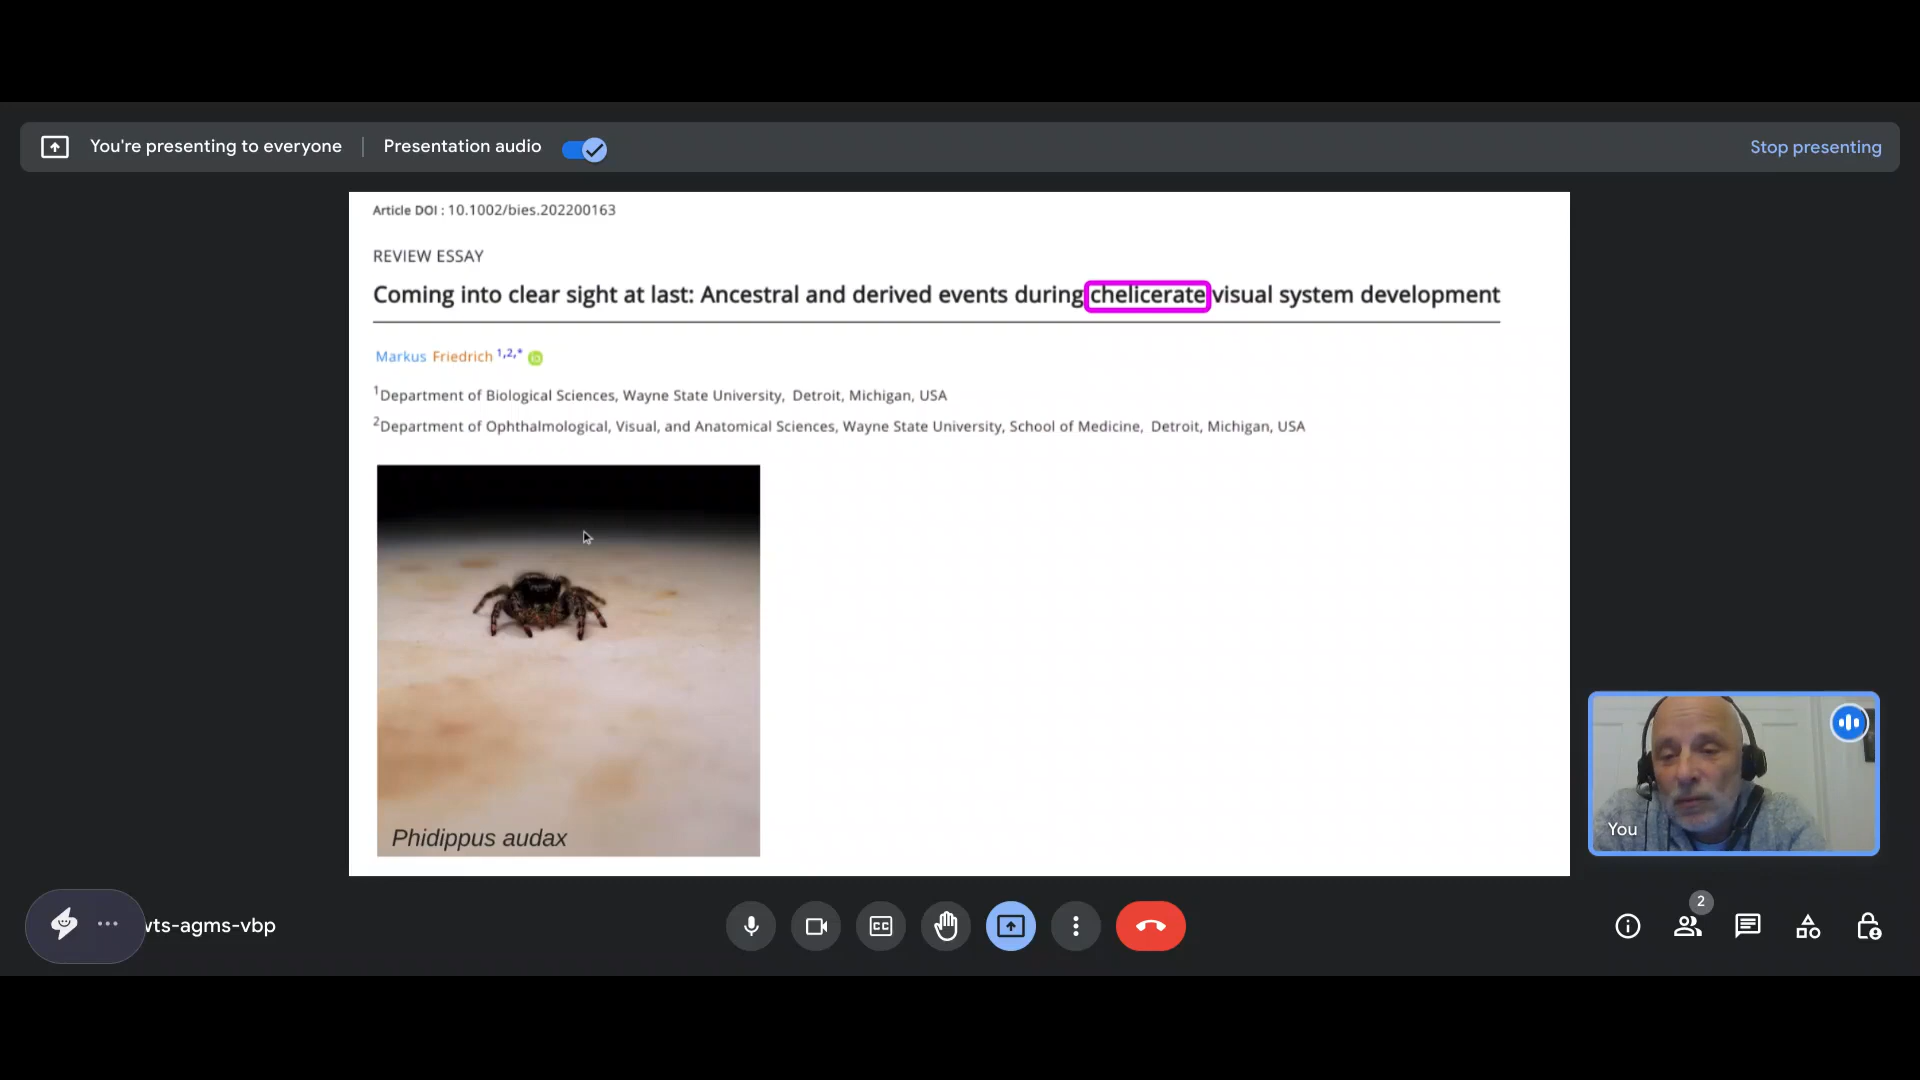 You're presenting to everyone
Presentation audio
Stop presenting
Article DOI : 10.1002/bies.202200163
REVIEW ESSAY
Coming into clear sight at last: Ancestral and derived events during chelicerate visual system development
Markus Friedrich 1,2,* iD
1Department of Biological Sciences, Wayne State University, Detroit, Michigan, USA
2Department of Ophthalmological, Visual, and Anatomical Sciences, Wayne State University, School of Medicine, Detroit, Michigan, USA
Phidippus audax
You
vts-agms-vbp
CC
2